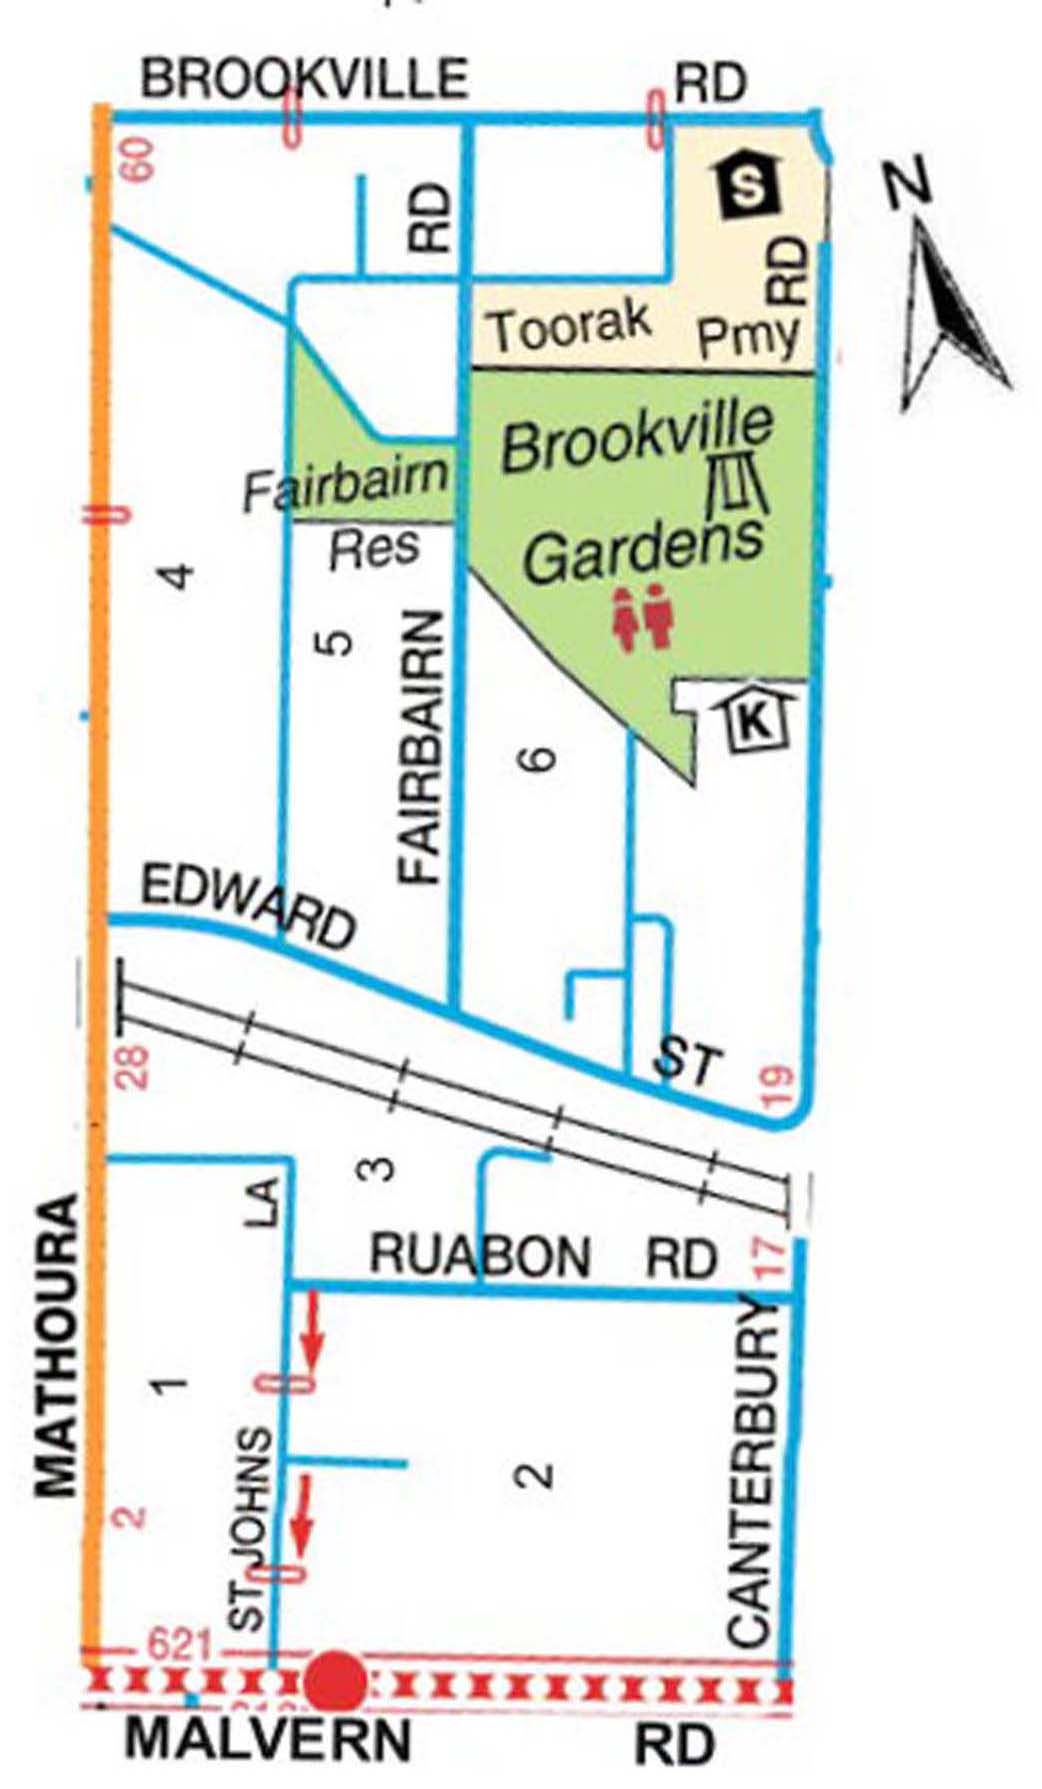 BROOKVILLE RD
60
S
N
RD
RD
Toorak Pmy
Brookville
Gardens
Fairbairn
Res
4
5
FAIRBAIRN
6
K
EDWARD ST
28
19
3
LA
RUABON RD
17
MATHOURA
1
2
ST JOHNS
2
CANTERBURY
621
MALVERN RD